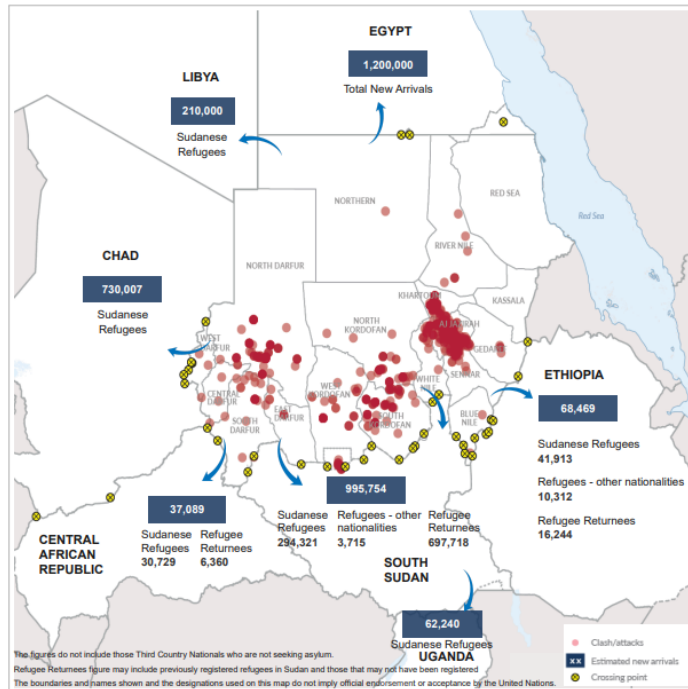 EGYPT
1,200,000
Total New Arrivals
LIBYA
210,000
Sudanese
Refugees
NORTHERN
RED SEA
Red Sea
RIVER NILE
CHAD
730,007
Sudanese
Refugees
NORTH DARFUR
KHARTOUM
KASSALA
NORTH
KORDOFAN
AJ JAZIRAH
GEDAREF
WEST
DARFUR
SENNAR
WHITE
NILE
WEST
KORDOFAN
CENTRAL
DARFUR
EAST
DARFUR
SOUTH
DARFUR
SOUTH
KORDOFAN
BLUE
NILE
ETHIOPIA
68,469
Sudanese Refugees
41,913
Refugees - other nationalities
10,312
Refugee Returnees
16,244
37,089
Sudanese
Refugees
30,729
Refugee
Returnees
6,360
995,754
Sudanese
Refugees
294,321
Refugees - other
nationalities
3,715
Refugee
Returnees
697,718
CENTRAL
AFRICAN
REPUBLIC
SOUTH
SUDAN
62,240
Sudanese Refugees
UGANDA
Clash/attacks
xx Estimated new arrivals
Crossing point
The figures do not include those Third Country Nationals who are not seeking asylum.
Refugee Returnees figure may include previously registered refugees in Sudan and those that may not have been registered
The boundaries and names shown and the designations used on this map do not imply official endorsement or acceptance by the United Nations.